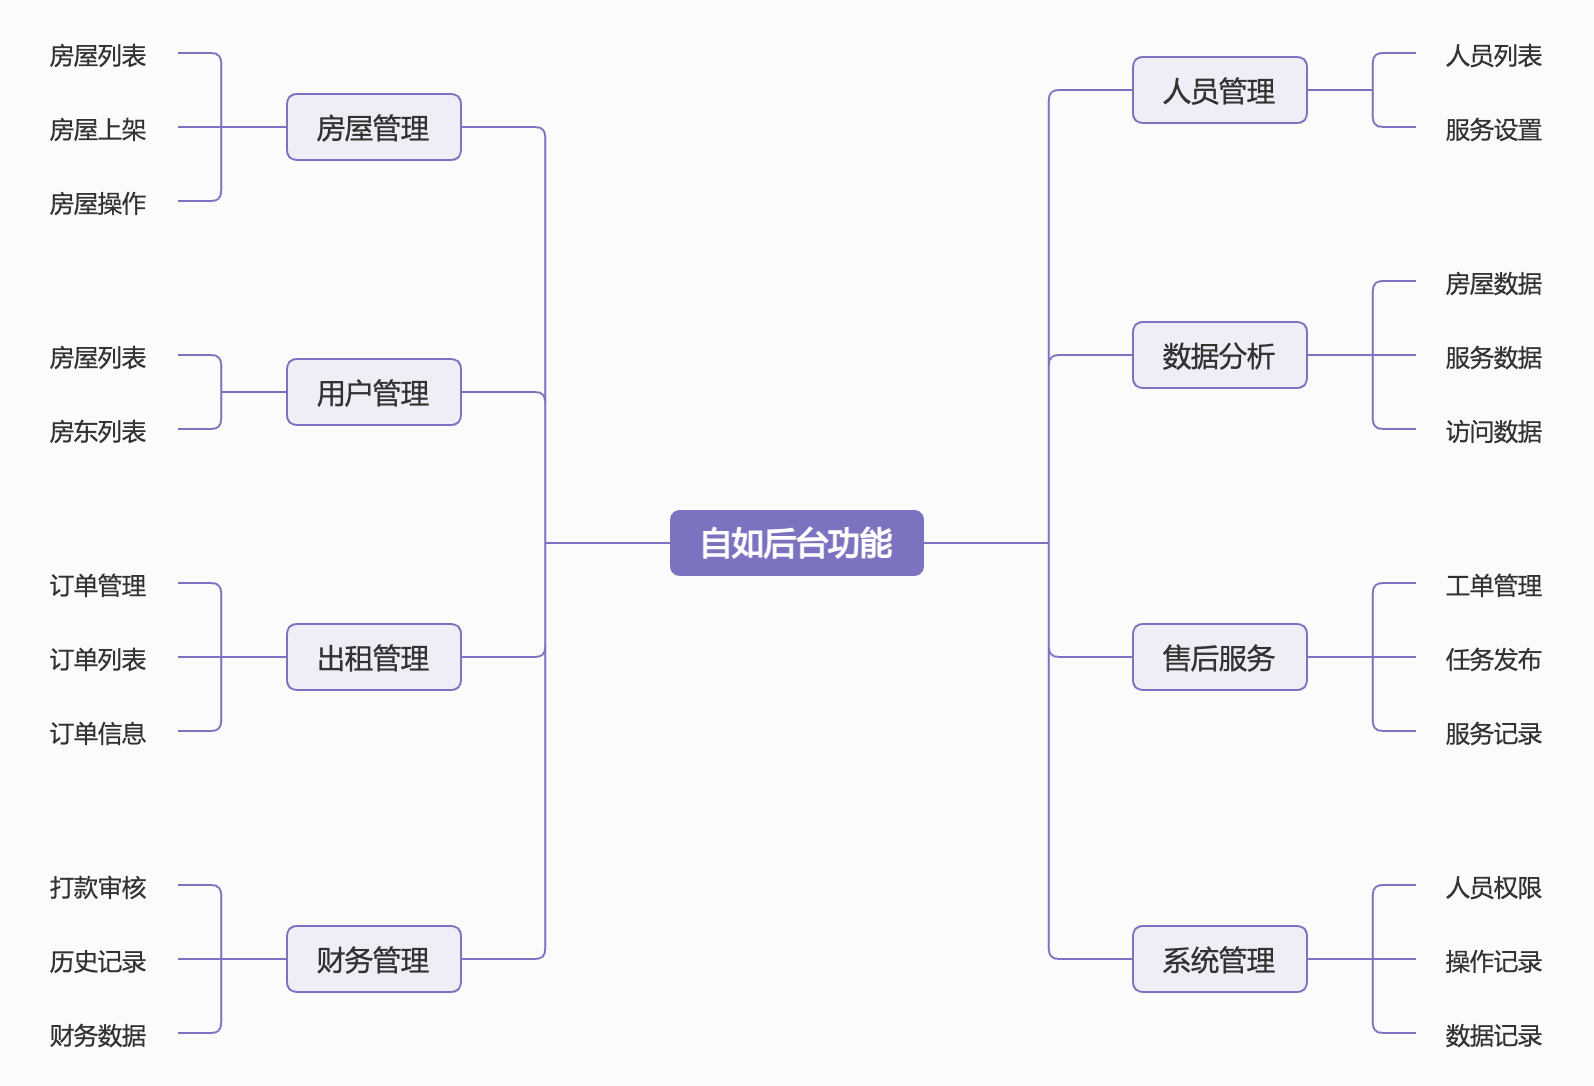 自如后台功能
房屋管理
房屋列表
房屋上架
房屋操作
用户管理
房屋列表
房东列表
出租管理
订单管理
订单列表
订单信息
财务管理
打款审核
历史记录
财务数据
人员管理
人员列表
服务设置
数据分析
房屋数据
服务数据
访问数据
售后服务
工单管理
任务发布
服务记录
系统管理
人员权限
操作记录
数据记录